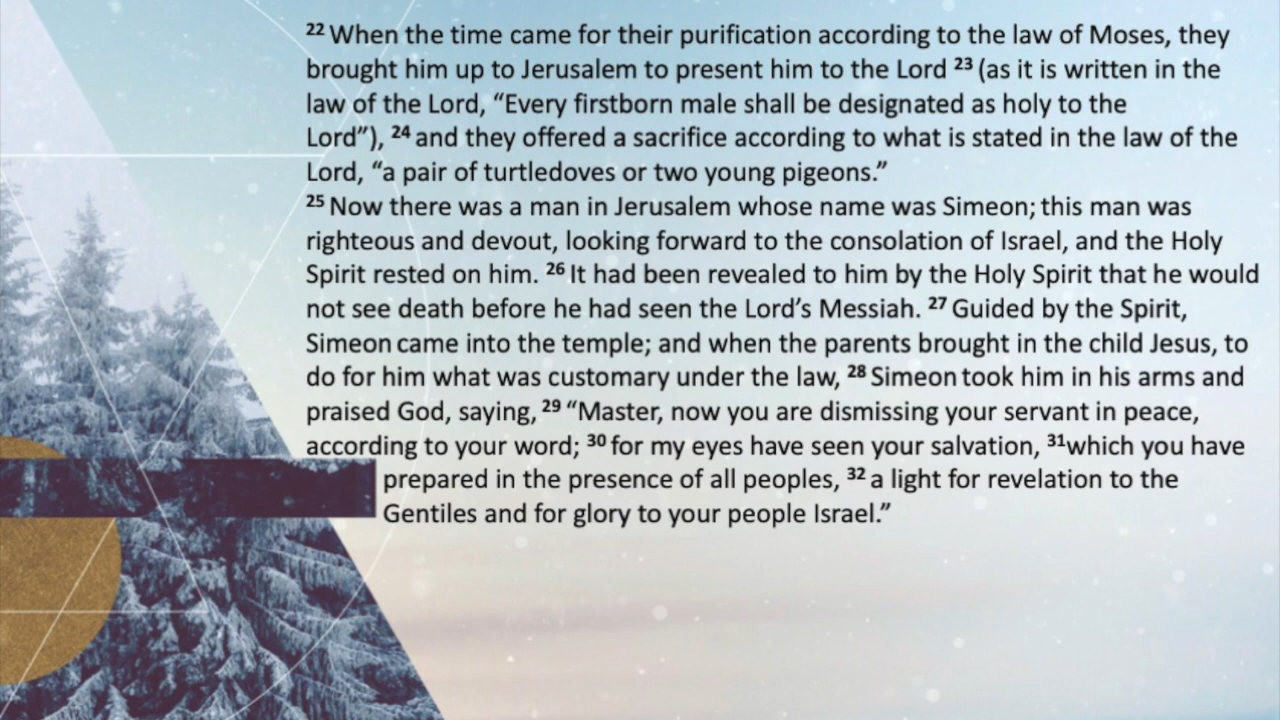 22 When the time came for their purification according to the law of Moses, they
brought him up to Jerusalem to present him to the Lord 23 (as it is written in the
law of the Lord, “Every firstborn male shall be designated as holy to the
Lord”), 24 and they offered a sacrifice according to what is stated in the law of the
Lord, “a pair of turtledoves or two young pigeons.”
25 Now there was a man in Jerusalem whose name was Simeon; this man was
righteous and devout, looking forward to the consolation of Israel, and the Holy
Spirit rested on him. 26 It had been revealed to him by the Holy Spirit that he would
not see death before he had seen the Lord’s Messiah. 27 Guided by the Spirit,
Simeon came into the temple; and when the parents brought in the child Jesus, to
do for him what was customary under the law, 28 Simeon took him in his arms and
praised God, saying, 29 “Master, now you are dismissing your servant in peace,
according to your word; 30 for my eyes have seen your salvation, 31which you have
prepared in the presence of all peoples, 32 a light for revelation to the
Gentiles and for glory to your people Israel.”